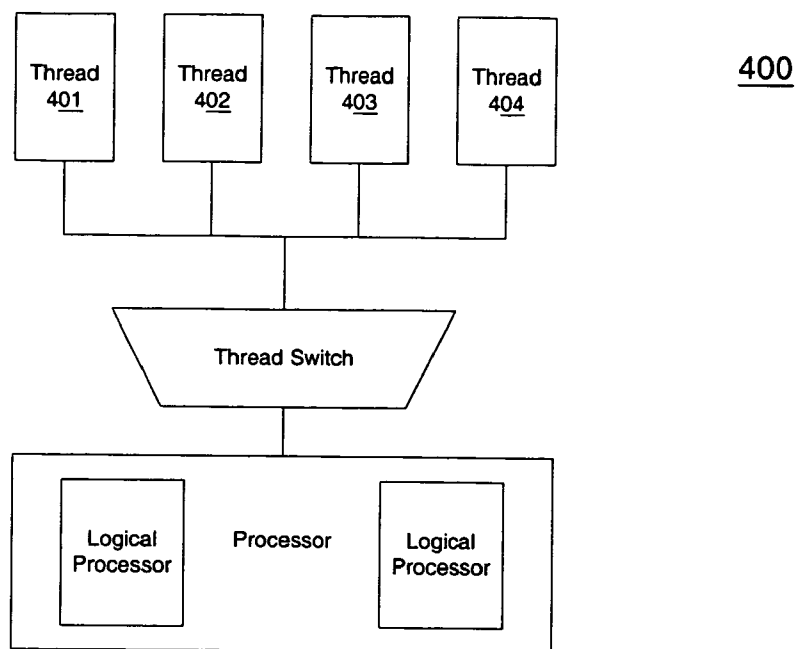 Thread
401
Thread
402
Thread
403
Thread
404
400
Thread Switch
Logical
Processor
Processor
Logical
Processor